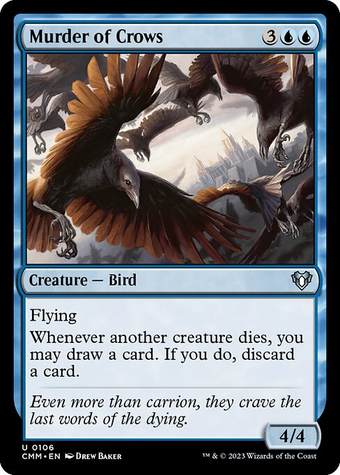 Murder of Crows 3
Creature — Bird
Flying
Whenever another creature dies, you
may draw a card. If you do, discard
a card.
Even more than carrion, they crave the
last words of the dying.
4/4
U 0106
CMM • EN Drew Baker
™ & © 2023 Wizards of the Coast